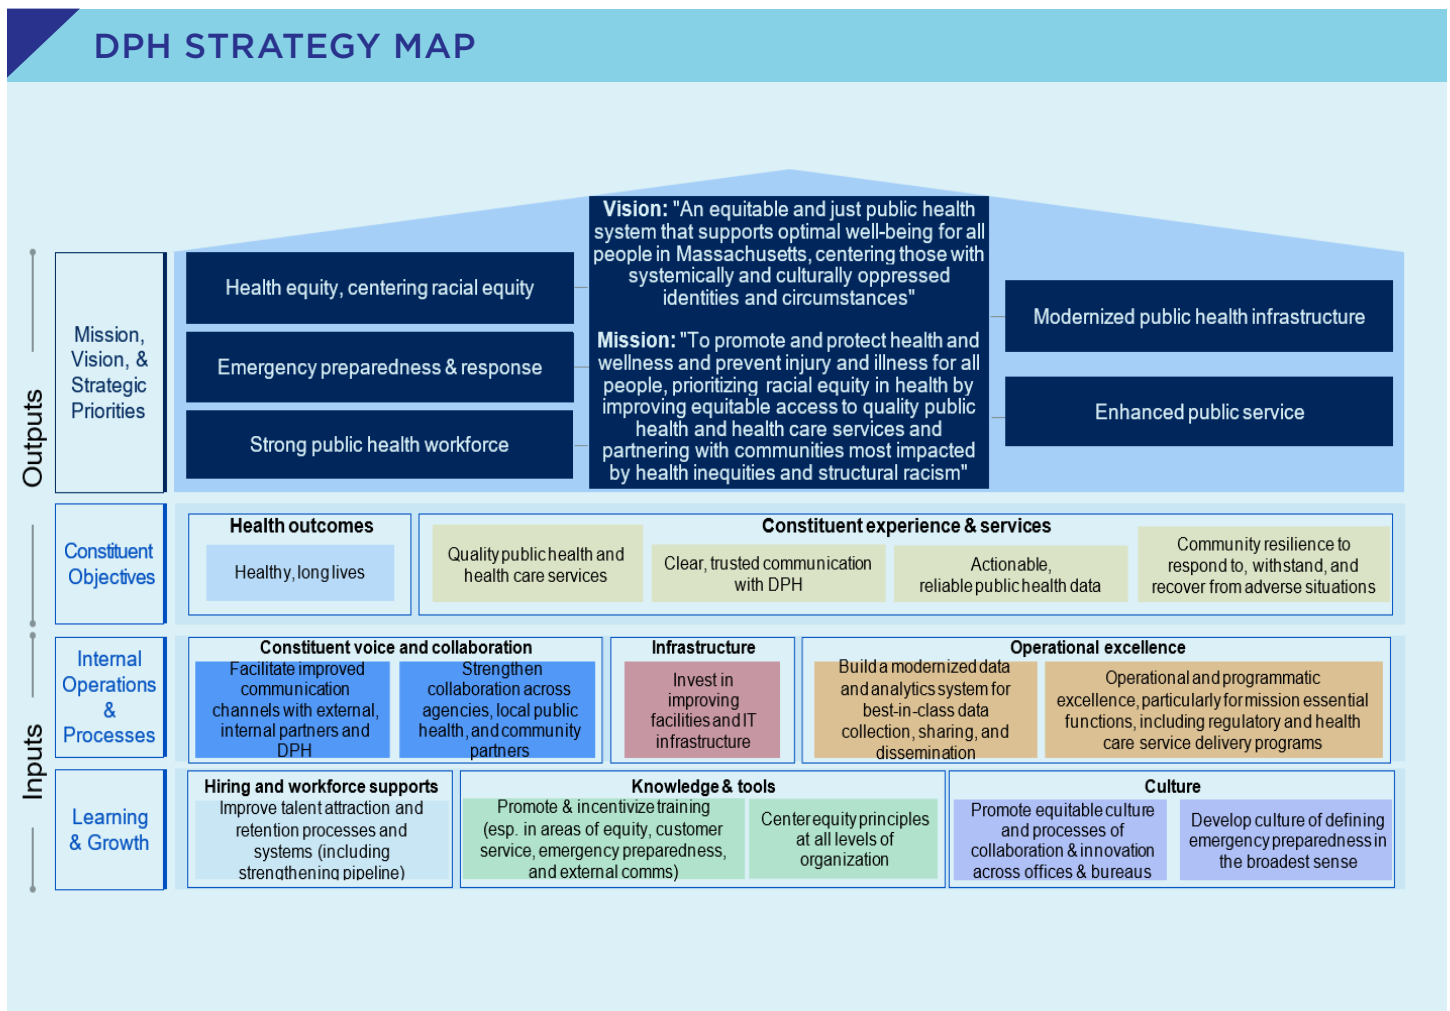 DPH STRATEGY MAP
Outputs
Mission,
Vision, &
Strategic
Priorities
Health equity, centering racial equity
Emergency preparedness & response
Strong public health workforce
Vision: "An equitable and just public health
system that supports optimal well-being for all
people in Massachusetts, centering those with
systemically and culturally oppressed
identities and circumstances"
Mission: "To promote and protect health and
wellness and prevent injury and illness for all
people, prioritizing racial equity in health by
improving equitable access to quality public
health and health care services and
partnering with communities most impacted
by health inequities and structural racism"
Modernized public health infrastructure
Enhanced public service
Constituent
Objectives
Health outcomes
Healthy, long lives
Constituent experience & services
Quality public health and
health care services
Clear, trusted communication
with DPH
Actionable,
reliable public health data
Community resilience to
respond to, withstand, and
recover from adverse situations
Inputs
Internal
Operations
&
Processes
Constituent voice and collaboration
Facilitate improved
communication
channels with external,
internal partners and
DPH
Strengthen
collaboration across
agencies, local public
health, and community
partners
Infrastructure
Invest in
improving
facilities and IT
infrastructure
Operational excellence
Build a modernized data
and analytics system for
best-in-class data
collection, sharing, and
dissemination
Operational and programmatic
excellence, particularly for mission essential
functions, including regulatory and health
care service delivery programs
Learning
& Growth
Hiring and workforce supports
Improve talent attraction and
retention processes and
systems (including
strengthening pipeline)
Knowledge & tools
Promote & incentivize training
(esp. in areas of equity, customer
service, emergency preparedness,
and external comms)
Center equity principles
at all levels of
organization
Culture
Promote equitable culture
and processes of
collaboration & innovation
across offices & bureaus
Develop culture of defining
emergency preparedness in
the broadest sense